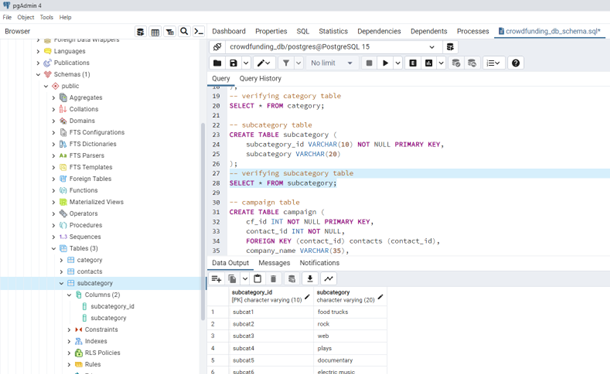 pgAdmin 4
File Object Tools Help
Browser
Dashboard Properties SQL Statistics Dependencies Dependents Processes crowdfunding_db_schema.sql*
Foreign Data Wrappers
Languages
Publications
Schemas (1)
public
Aggregates
Collations
Domains
FTS Configurations
FTS Dictionaries
Aa FTS Parsers
FTS Templates
Foreign Tables
Functions
Materialized Views
Operators
Procedures
1..3 Sequences
Tables (3)
category
contacts
subcategory
Columns (2)
subcategory_id
subcategory
Constraints
Indexes
RLS Policies
Rules
crowdfunding_db/postgres@PostgreSQL 15
No limit
Query Query History
18 );
19 -- verifying category table
20 SELECT * FROM category;
21
22 -- subcategory table
23 CREATE TABLE subcategory (
24 subcategory_id VARCHAR(10) NOT NULL PRIMARY KEY,
25 subcategory VARCHAR(20)
26 );
27 -- verifying subcategory table
28 SELECT * FROM subcategory;
29
30 -- campaign table
31 CREATE TABLE campaign (
32 cf_id INT NOT NULL PRIMARY KEY,
33 contact_id INT NOT NULL,
34 FOREIGN KEY (contact_id) contacts (contact_id),
35 company_name VARCHAR(35),
Data Output Messages Notifications
subcategory_id subcategory
[PK] character varying (10) character varying (20)
1 subcat1 food trucks
2 subcat2 rock
3 subcat3 web
4 subcat4 plays
5 subcat5 documentary
6 subcat6 electric music